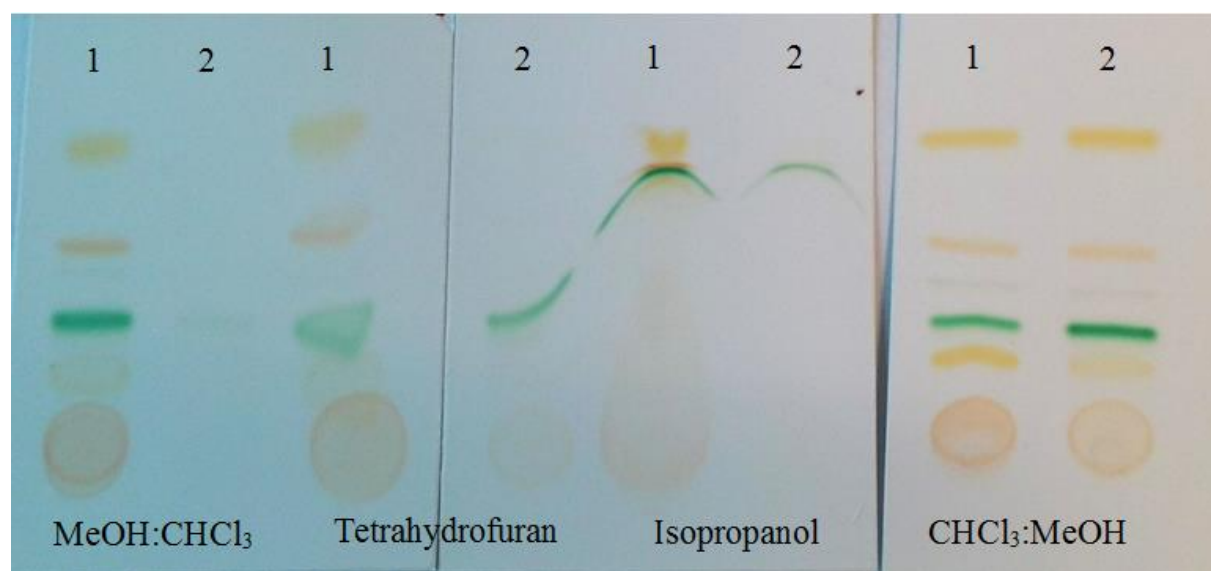 1 2 1 2 1 2 1 2
MeOH:CHCl₃ Tetrahydrofuran Isopropanol CHCl₃:MeOH